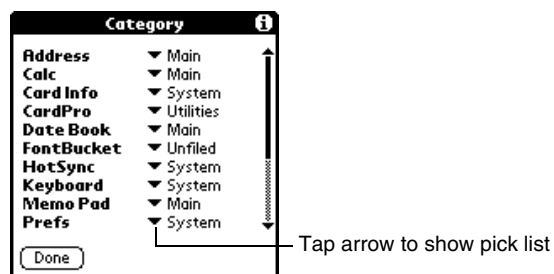 Category
Address Main
Calc Main
Card Info System
CardPro Utilities
Date Book Main
FontBucket Unfiled
HotSync System
Keyboard System
Memo Pad Main
Prefs System
Tap arrow to show pick list
Done